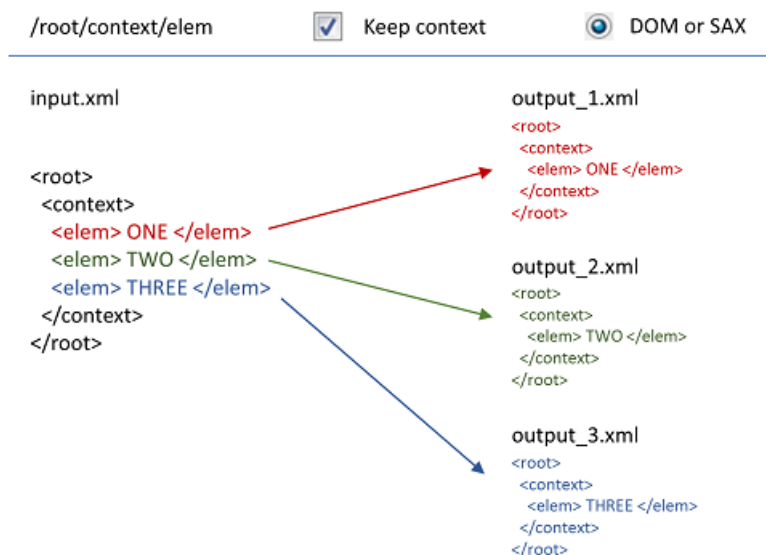 /root/context/elem
Keep context
DOM or SAX
input.xml
<root>
<context>
<elem> ONE </elem>
<elem> TWO </elem>
<elem> THREE </elem>
</context>
</root>
output_1.xml
<root>
<context>
<elem> ONE </elem>
</context>
</root>
output_2.xml
<root>
<context>
<elem> TWO </elem>
</context>
</root>
output_3.xml
<root>
<context>
<elem> THREE </elem>
</context>
</root>